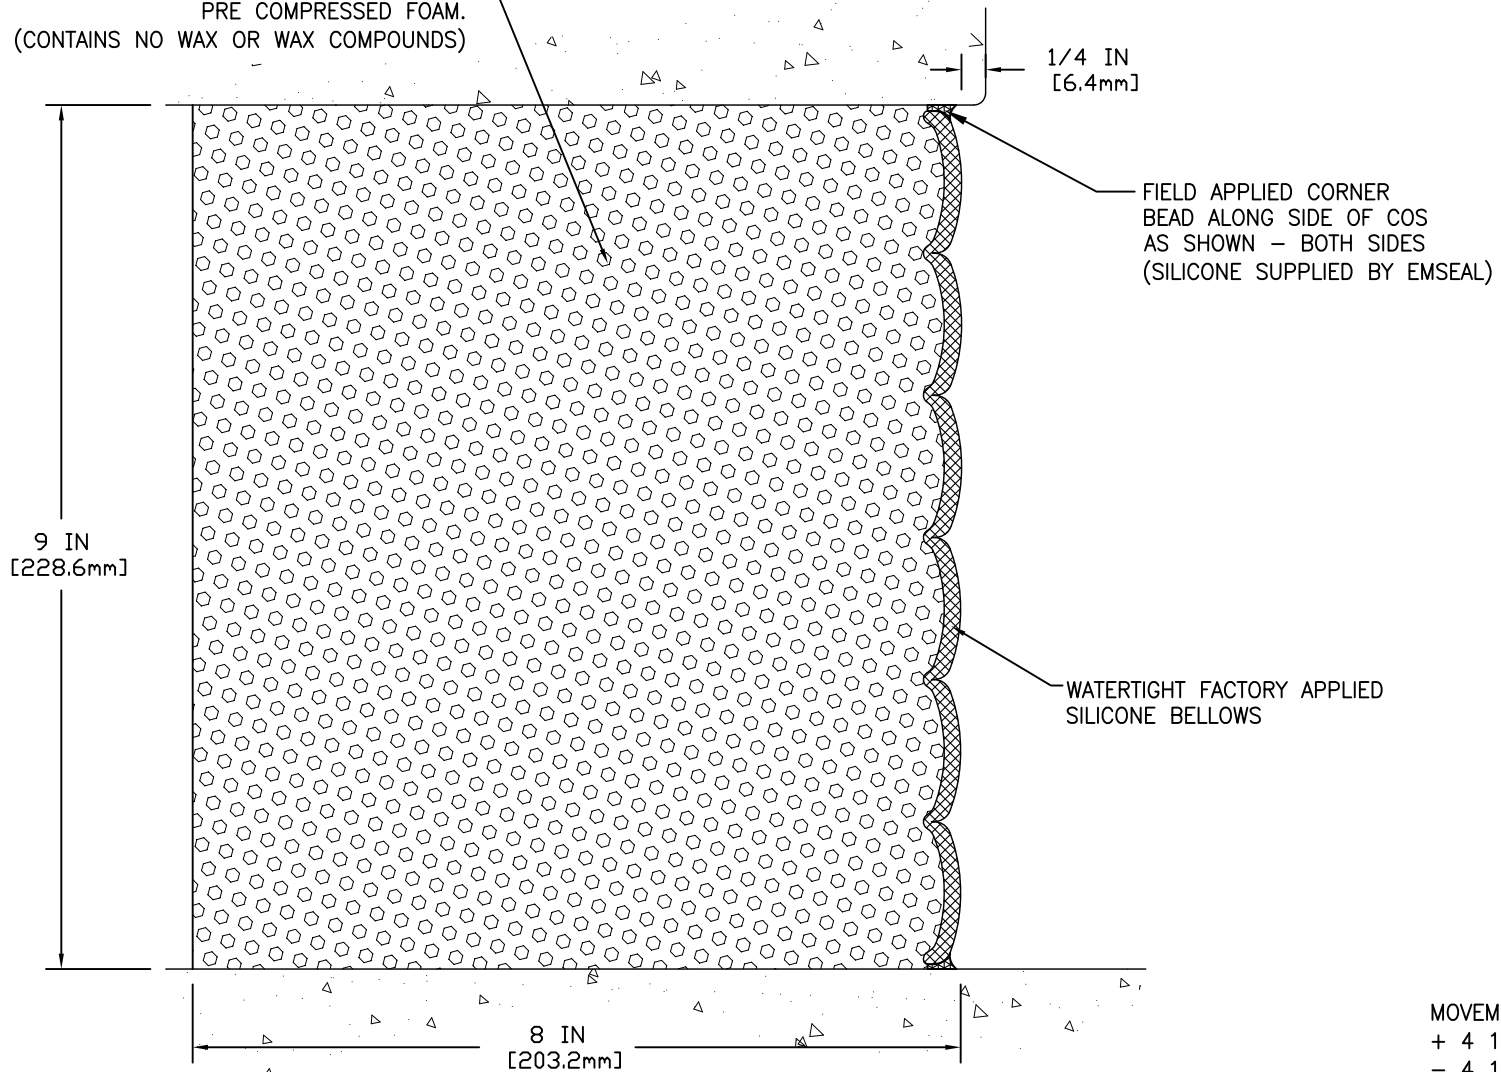 PRE COMPRESSED FOAM.
(CONTAINS NO WAX OR WAX COMPOUNDS)
1/4 IN
[6.4mm]
FIELD APPLIED CORNER
BEAD ALONG SIDE OF COS
AS SHOWN – BOTH SIDES
(SILICONE SUPPLIED BY EMSEAL)
9 IN
[228.6mm]
WATERTIGHT FACTORY APPLIED
SILICONE BELLOWS
8 IN
[203.2mm]
MOVEM
+ 4 1
– 4 1